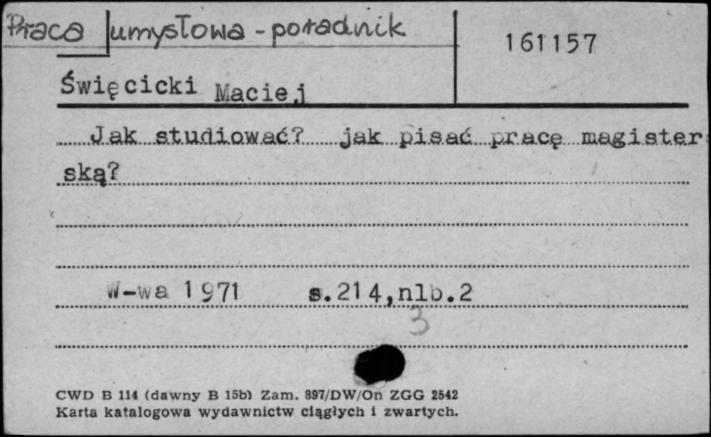 Praca umysłowa - poradnik
161157
Święcicki Maciej
Jak studiować? jak pisać pracę magister
ską?
W-wa 1971 s.214,nlb.2
3
CWD B 114 (dawny B 15b) Zam. 897/DW/On ZGG 2542
Karta katalogowa wydawnictw ciągłych i zwartych.